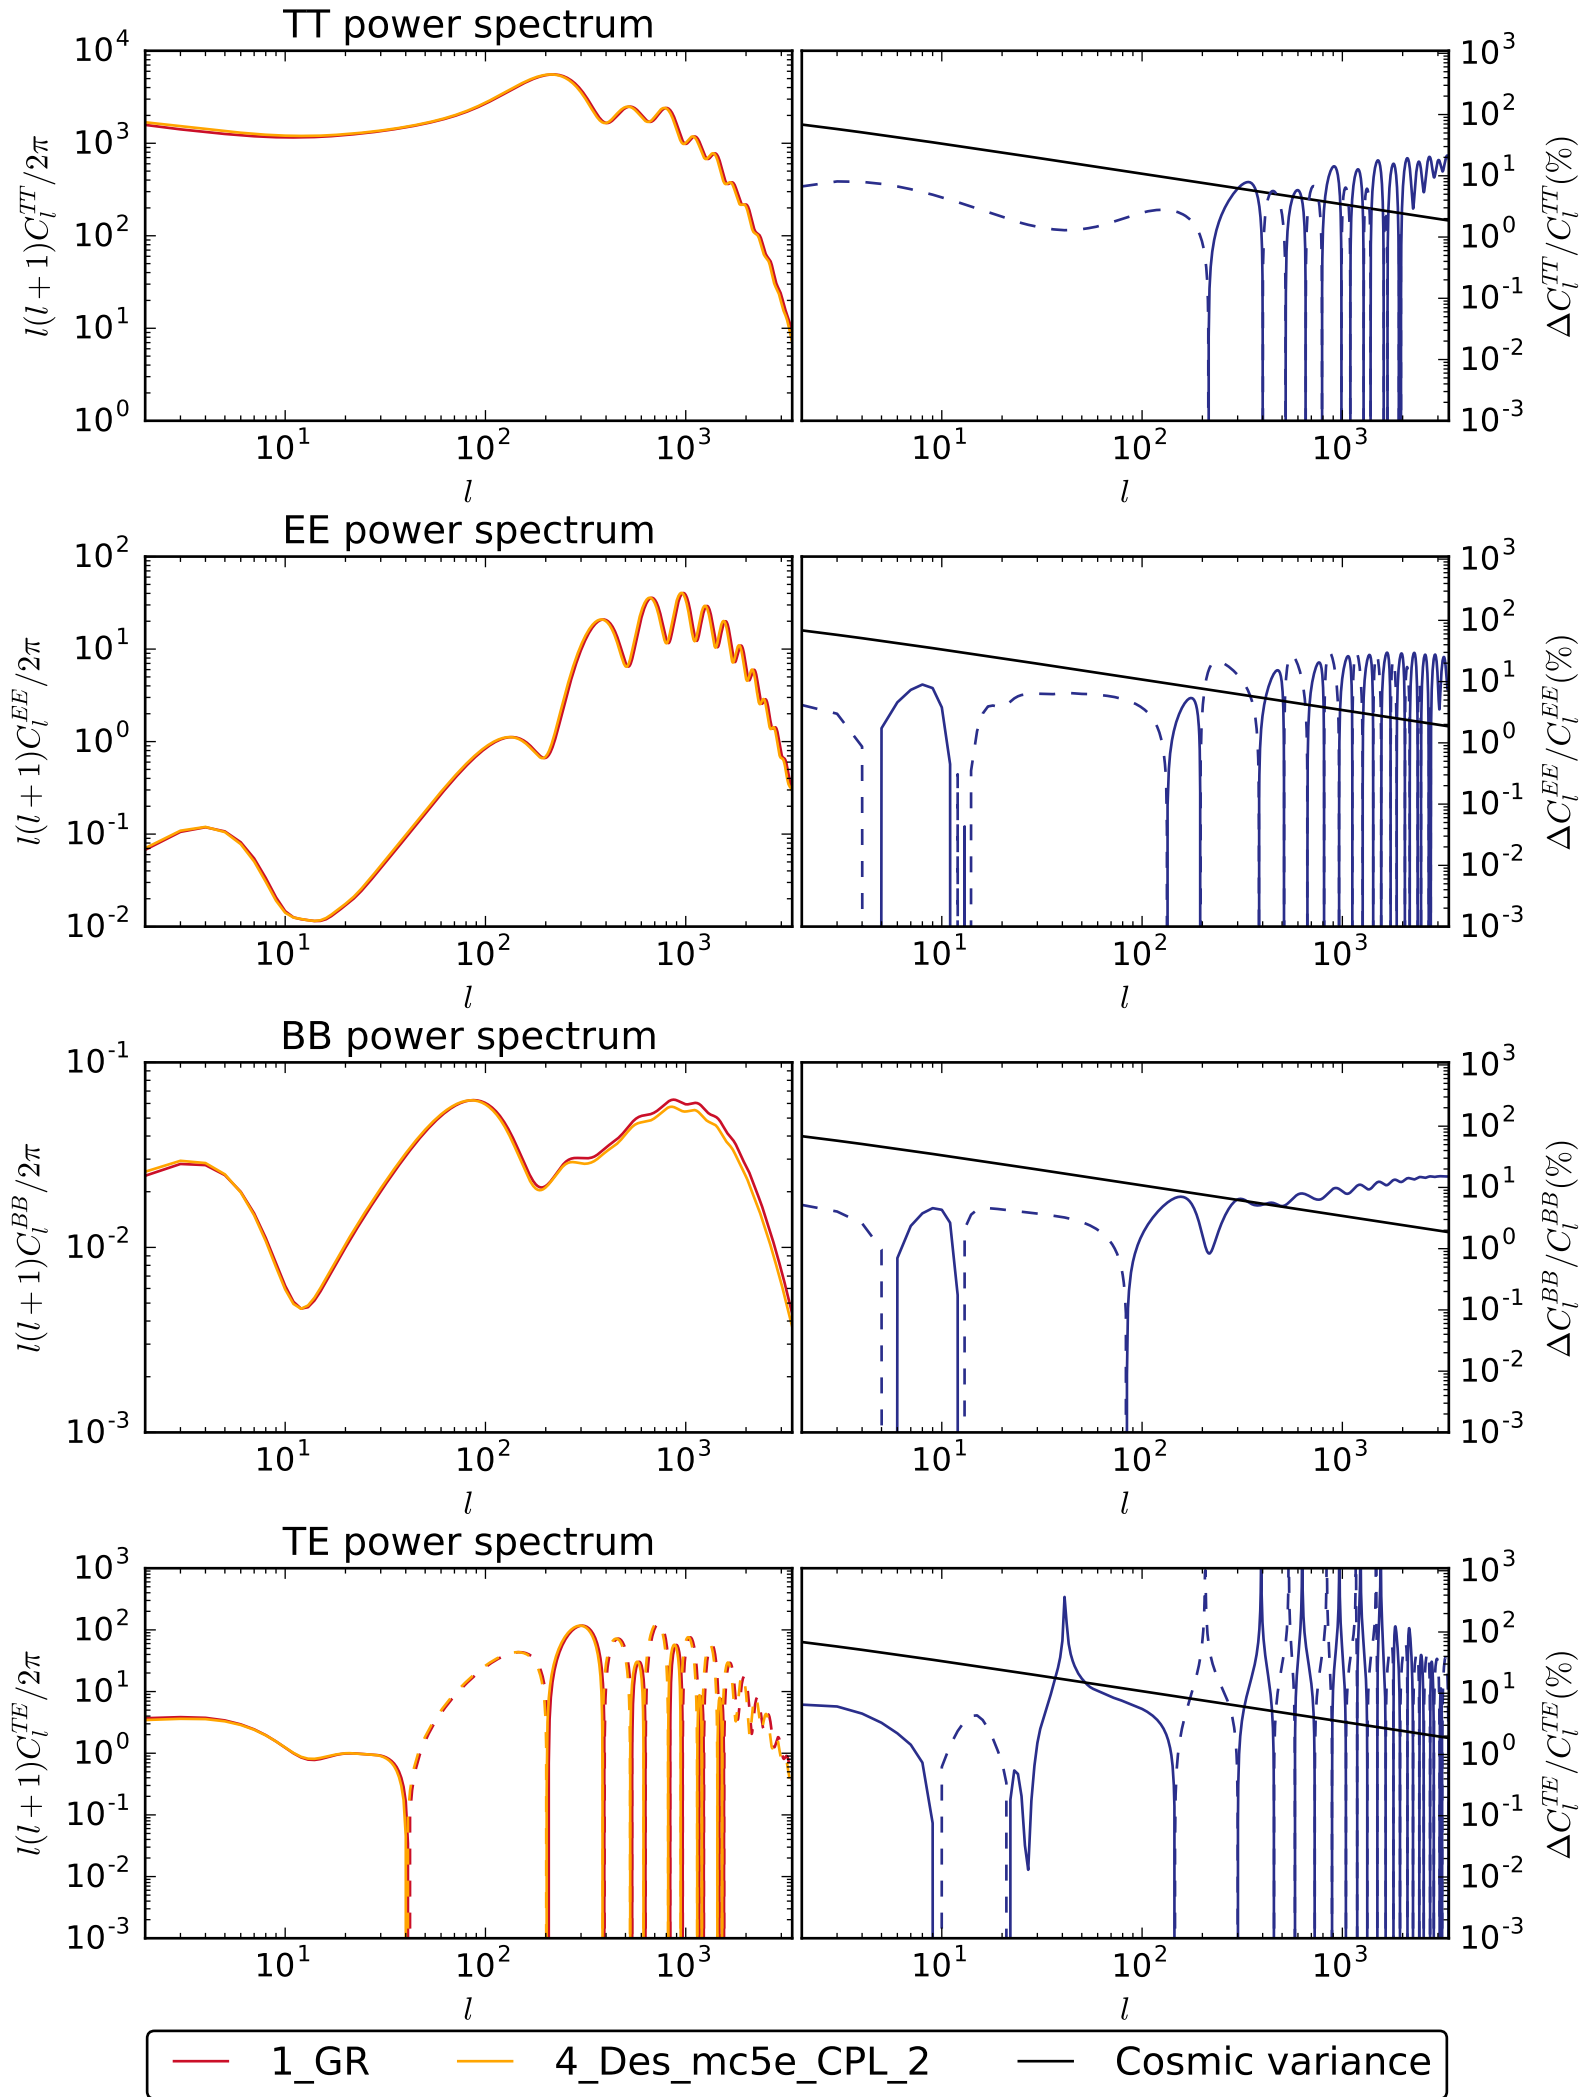 TT power spectrum
10^4
10^3
10^2
10^1
10^0
l(l+1)C_l^{TT}/2π
10^1 10^2 10^3
l
10^3
10^2
10^1
10^0
10^-1
10^-2
10^-3
ΔC_l^{TT}/C_l^{TT}(%)
10^1 10^2 10^3
l
EE power spectrum
10^2
10^1
10^0
10^-1
10^-2
l(l+1)C_l^{EE}/2π
10^1 10^2 10^3
l
10^3
10^2
10^1
10^0
10^-1
10^-2
10^-3
ΔC_l^{EE}/C_l^{EE}(%)
10^1 10^2 10^3
l
BB power spectrum
10^-1
10^-2
10^-3
l(l+1)C_l^{BB}/2π
10^1 10^2 10^3
l
10^3
10^2
10^1
10^0
10^-1
10^-2
10^-3
ΔC_l^{BB}/C_l^{BB}(%)
10^1 10^2 10^3
l
TE power spectrum
10^3
10^2
10^1
10^0
10^-1
10^-2
10^-3
l(l+1)C_l^{TE}/2π
10^1 10^2 10^3
l
10^3
10^2
10^1
10^0
10^-1
10^-2
10^-3
ΔC_l^{TE}/C_l^{TE}(%)
10^1 10^2 10^3
l
1_GR 4_Des_mc5e_CPL_2 Cosmic variance